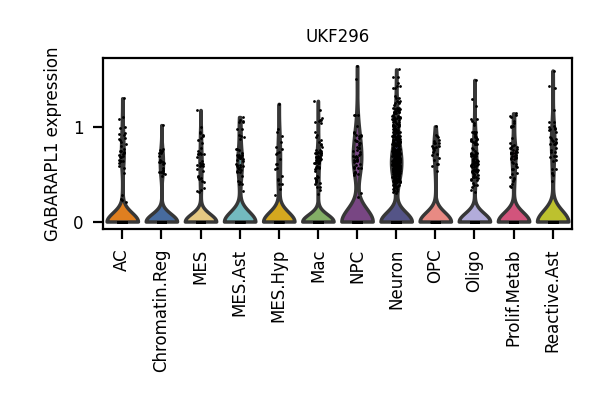 UKF296
GABARAPL1 expression
1
0
AC
Chromatin.Reg
MES
MES.Ast
MES.Hyp
Mac
NPC
Neuron
OPC
Oligo
Prolif.Metab
Reactive.Ast